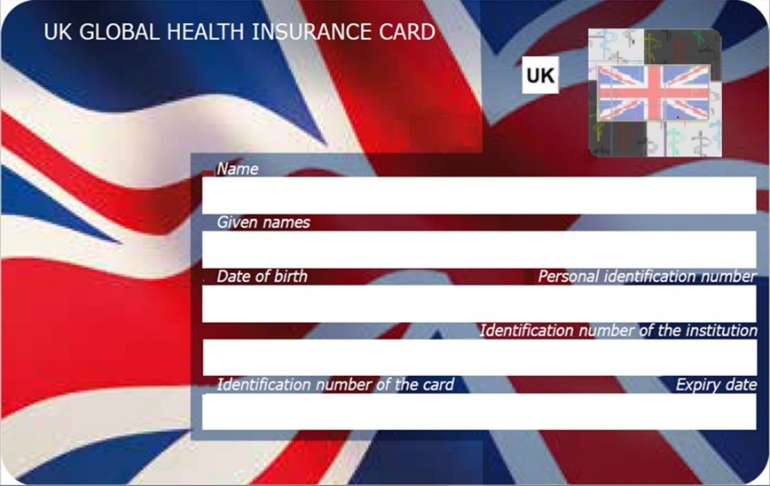 UK GLOBAL HEALTH INSURANCE CARD
UK
Name
Given names
Date of birth Personal identification number
Identification number of the institution
Identification number of the card Expiry date